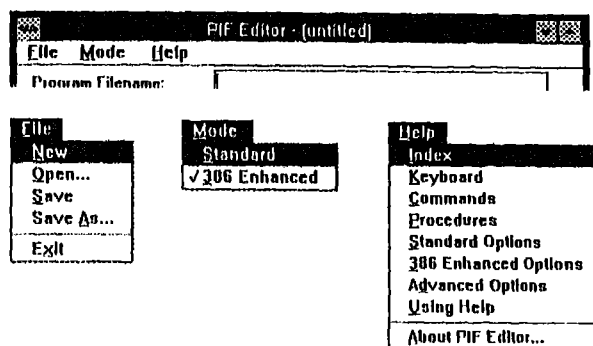 PIF Editor - (untitled)
File Mode Help
Program Filename:
File
New
Open...
Save
Save As...
Exit
Mode
Standard
✓ 386 Enhanced
Help
Index
Keyboard
Commands
Procedures
Standard Options
386 Enhanced Options
Advanced Options
Using Help
About PIF Editor...